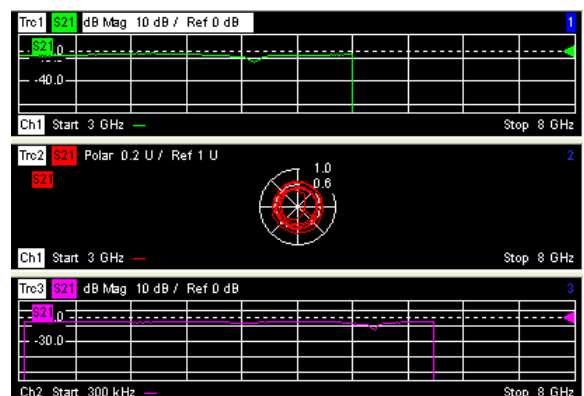 Trc1 S21 dB Mag 10 dB / Ref 0 dB 1
S21
-40.0
Ch1 Start 3 GHz — Stop 8 GHz
Trc2 S21 Polar 0.2 U / Ref 1 U 2
S21
1.0
0.6
Ch1 Start 3 GHz — Stop 8 GHz
Trc3 S21 dB Mag 10 dB / Ref 0 dB 3
S21
-30.0
Ch2 Start 300 kHz — Stop 8 GHz